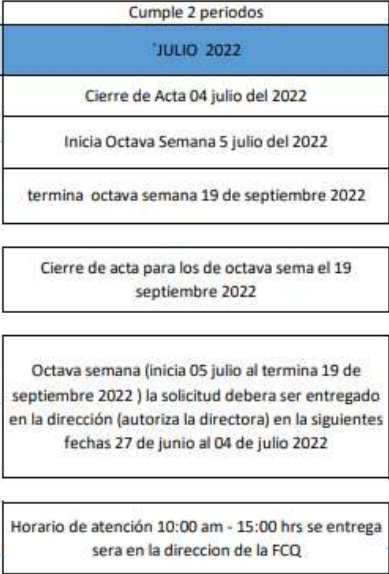 Cumple 2 periodos
`JULIO 2022
Cierre de Acta 04 julio del 2022
Inicia Octava Semana 5 julio del 2022
termina octava semana 19 de septiembre 2022
Cierre de acta para los de octava sema el 19
septiembre 2022
Octava semana (inicia 05 julio al termina 19 de
septiembre 2022 ) la solicitud debera ser entregado
en la dirección (autoriza la directora) en la siguientes
fechas 27 de junio al 04 de julio 2022
Horario de atención 10:00 am - 15:00 hrs se entrega
sera en la direccion de la FCQ